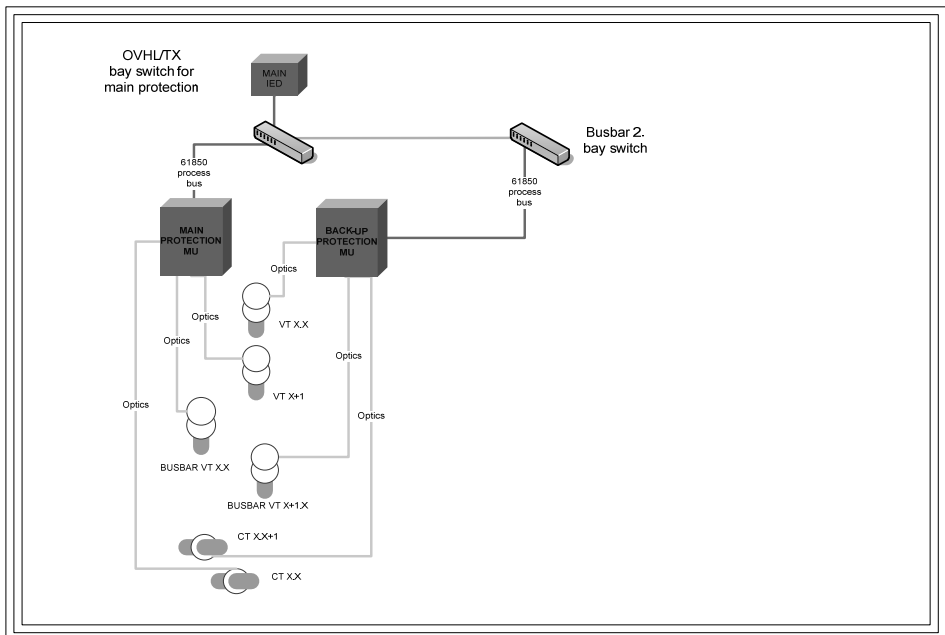 OVHL/TX
bay switch for
main protection
MAIN
IED
Busbar 2.
bay switch
61850
process
bus
61850
process
bus
MAIN
PROTECTION
MU
BACK-UP
PROTECTION
MU
Optics
Optics
VT X.X
Optics
Optics
VT X+1
Optics
Optics
BUSBAR VT X.X
BUSBAR VT X+1.X
CT X.X+1
CT X.X